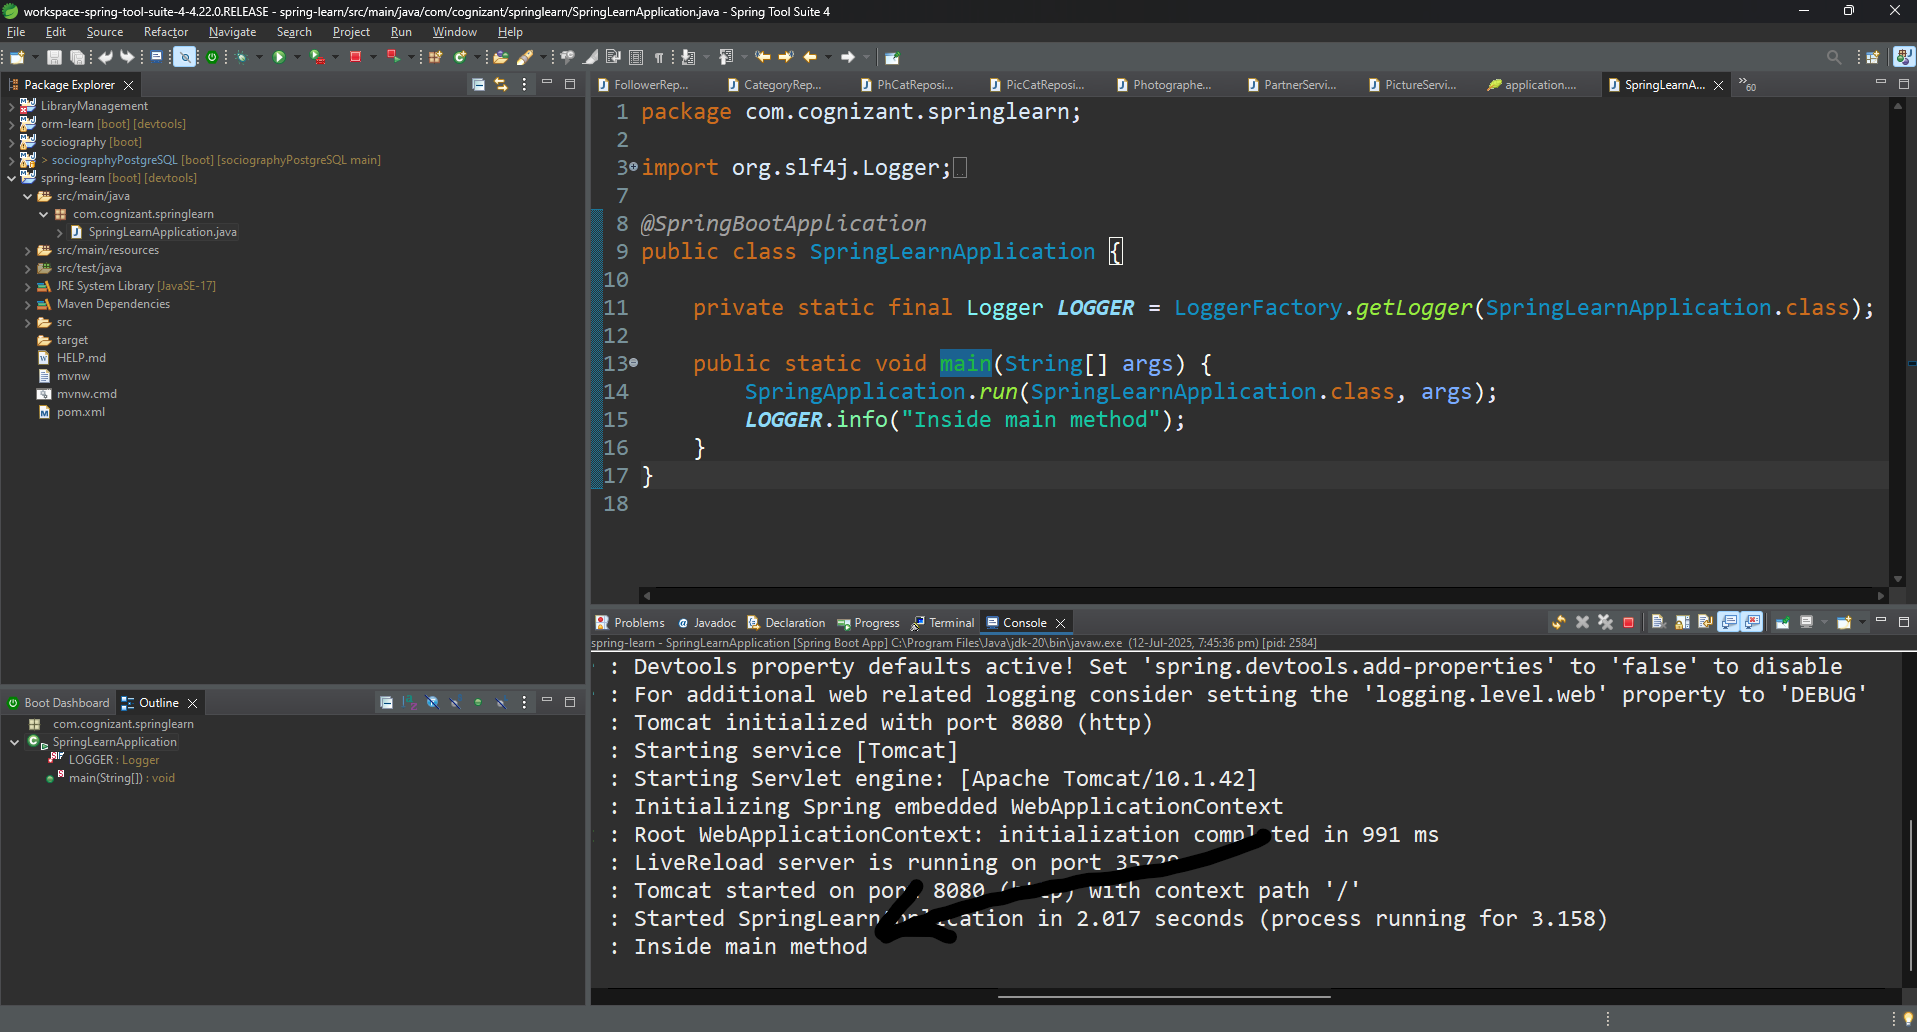 workspace-spring-tool-suite-4-4.22.0.RELEASE - spring-learn/src/main/java/com/cognizant/springlearn/SpringLearnApplication.java - Spring Tool Suite 4
File Edit Source Refactor Navigate Search Project Run Window Help
Package Explorer
LibraryManagement
orm-learn [boot] [devtools]
sociography [boot]
> sociographyPostgreSQL [boot] [sociographyPostgreSQL main]
spring-learn [boot] [devtools]
src/main/java
com.cognizant.springlearn
SpringLearnApplication.java
src/main/resources
src/test/java
JRE System Library [JavaSE-17]
Maven Dependencies
src
target
HELP.md
mvnw
mvnw.cmd
pom.xml
Boot Dashboard Outline
com.cognizant.springlearn
SpringLearnApplication
LOGGER : Logger
main(String[]) : void
FollowerRep... CategoryRep... PhCatReposi... PicCatReposi... Photographe... PartnerServi... PictureServi... application.... SpringLearnA... »60
1 package com.cognizant.springlearn;
2
3 import org.slf4j.Logger;
7
8 @SpringBootApplication
9 public class SpringLearnApplication {
10
11 private static final Logger LOGGER = LoggerFactory.getLogger(SpringLearnApplication.class);
12
13 public static void main(String[] args) {
14 SpringApplication.run(SpringLearnApplication.class, args);
15 LOGGER.info("Inside main method");
16 }
17 }
18
Problems Javadoc Declaration Progress Terminal Console
spring-learn - SpringLearnApplication [Spring Boot App] C:\Program Files\Java\jdk-20\bin\javaw.exe (12-Jul-2025, 7:45:36 pm) [pid: 2584]
: Devtools property defaults active! Set 'spring.devtools.add-properties' to 'false' to disable
: For additional web related logging consider setting the 'logging.level.web' property to 'DEBUG'
: Tomcat initialized with port 8080 (http)
: Starting service [Tomcat]
: Starting Servlet engine: [Apache Tomcat/10.1.42]
: Initializing Spring embedded WebApplicationContext
: Root WebApplicationContext: initialization completed in 991 ms
: LiveReload server is running on port 35729
: Tomcat started on port 8080 (http) with context path '/'
: Started SpringLearnApplication in 2.017 seconds (process running for 3.158)
: Inside main method